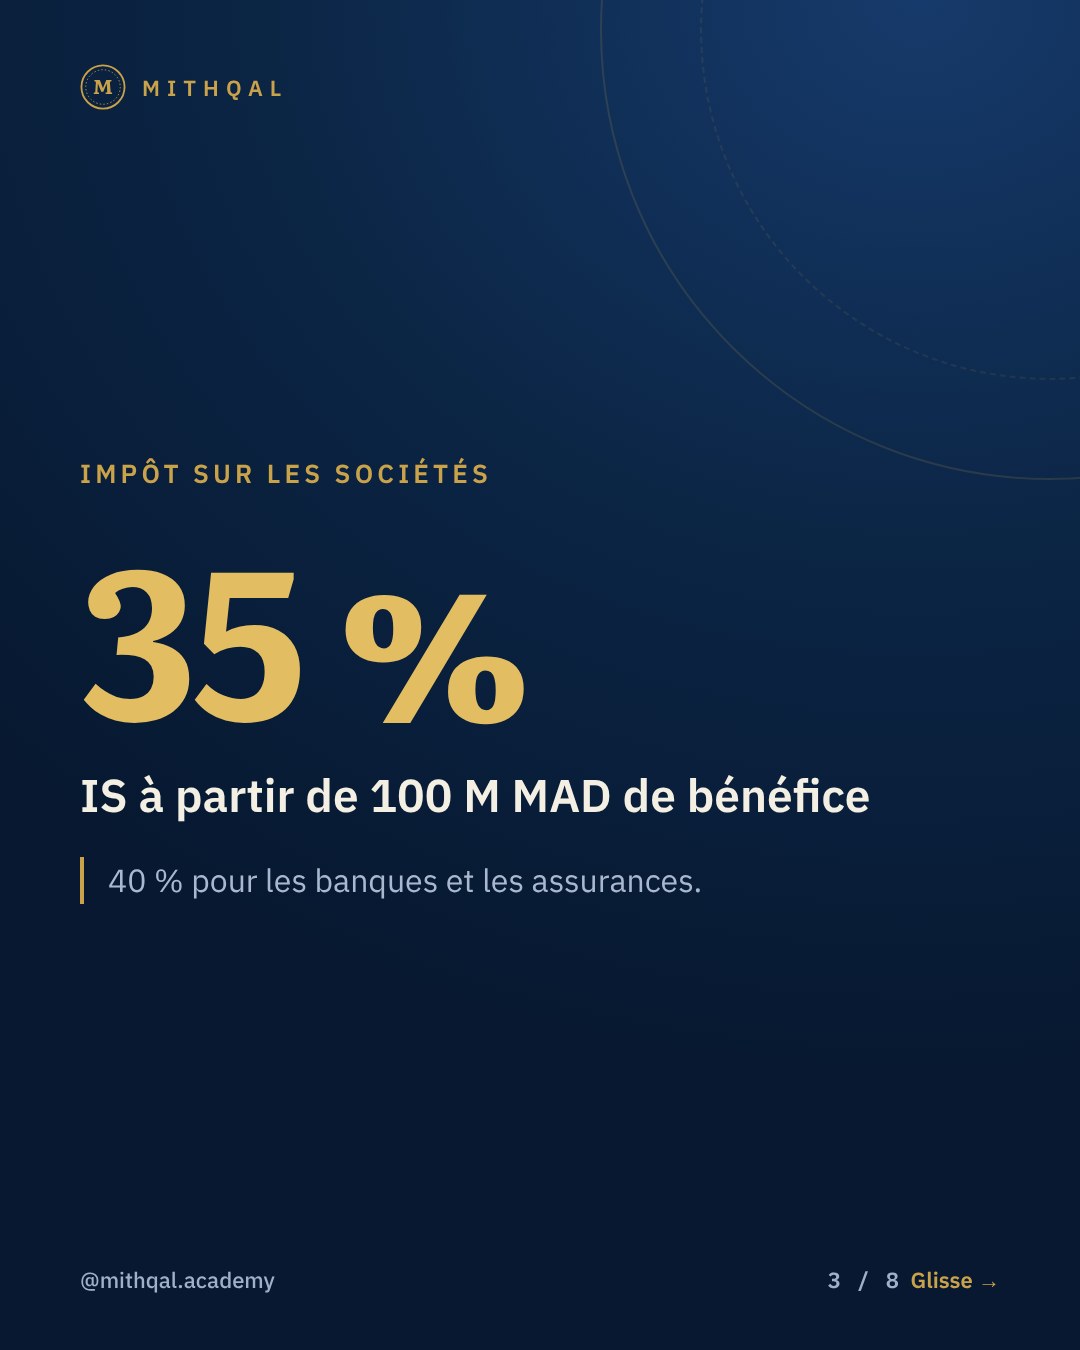 M MITHQAL
IMPÔT SUR LES SOCIÉTÉS
35 %
IS à partir de 100 M MAD de bénéfice
40 % pour les banques et les assurances.
@mithqal.academy
3 / 8 Glisse →